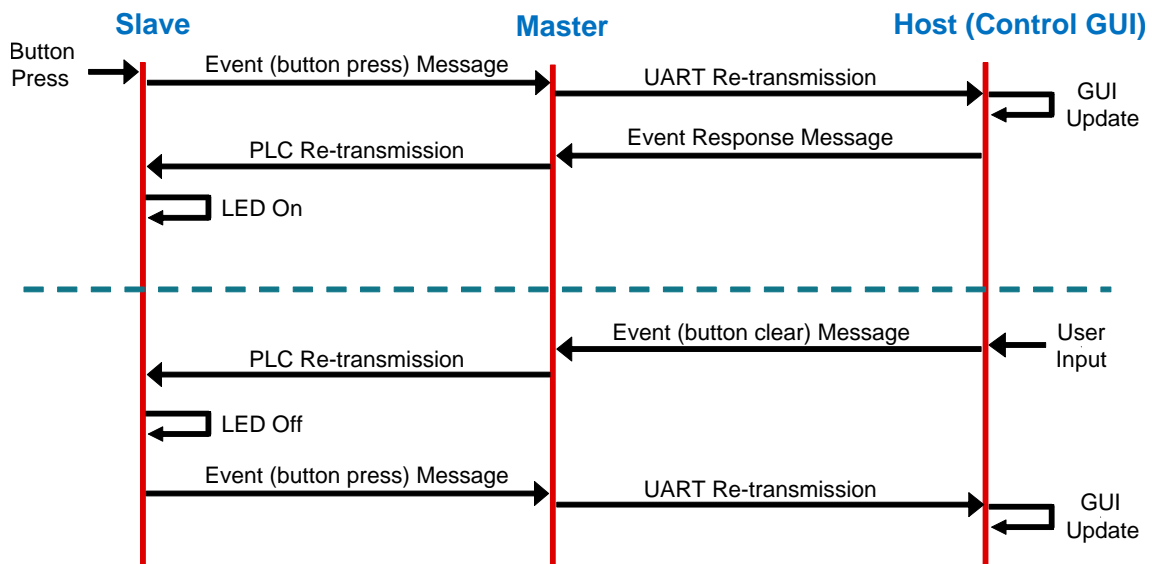 Slave
Master
Host (Control GUI)
Button
Press
Event (button press) Message
UART Re-transmission
GUI
Update
Event Response Message
PLC Re-transmission
LED On
Event (button clear) Message
User
Input
PLC Re-transmission
LED Off
Event (button press) Message
UART Re-transmission
GUI
Update